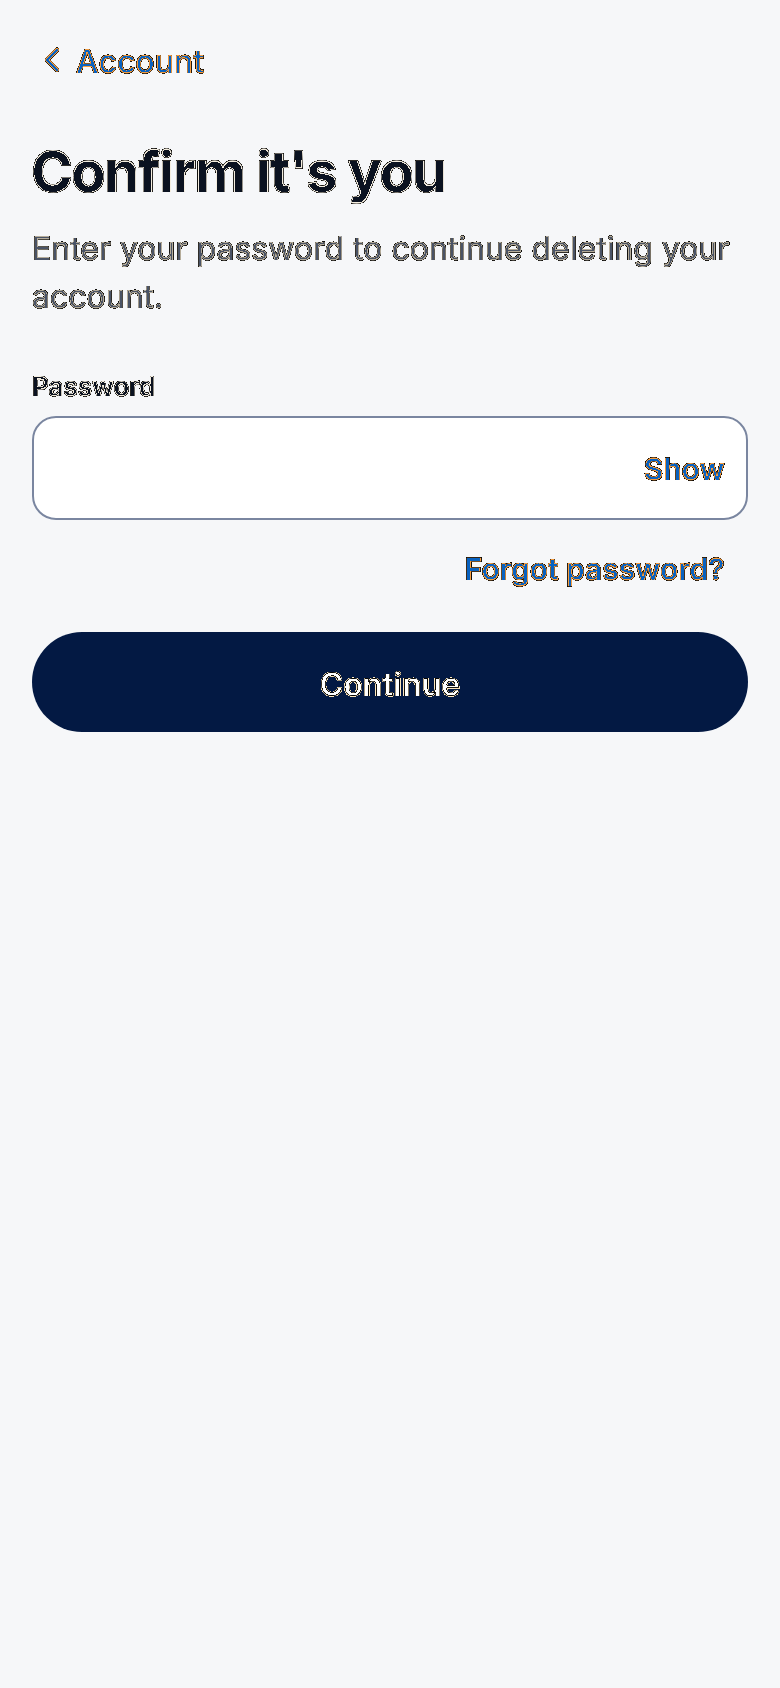 Account
Confirm it's you
Enter your password to continue deleting your
account.
Password
Show
Forgot password?
Continue